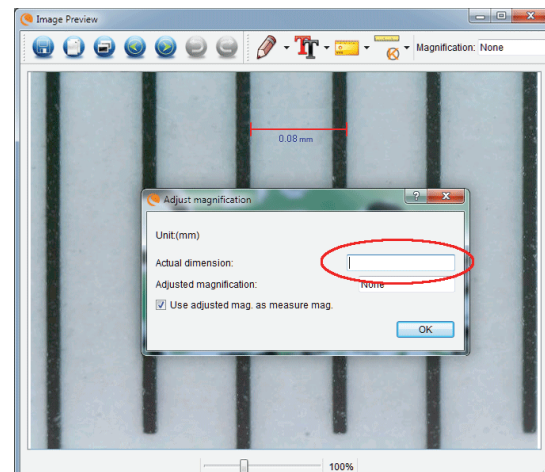 Image Preview
Magnification: None
0.08 mm
Adjust magnification
Unit:(mm)
Actual dimension:
Adjusted magnification: None
Use adjusted mag. as measure mag.
OK
100%